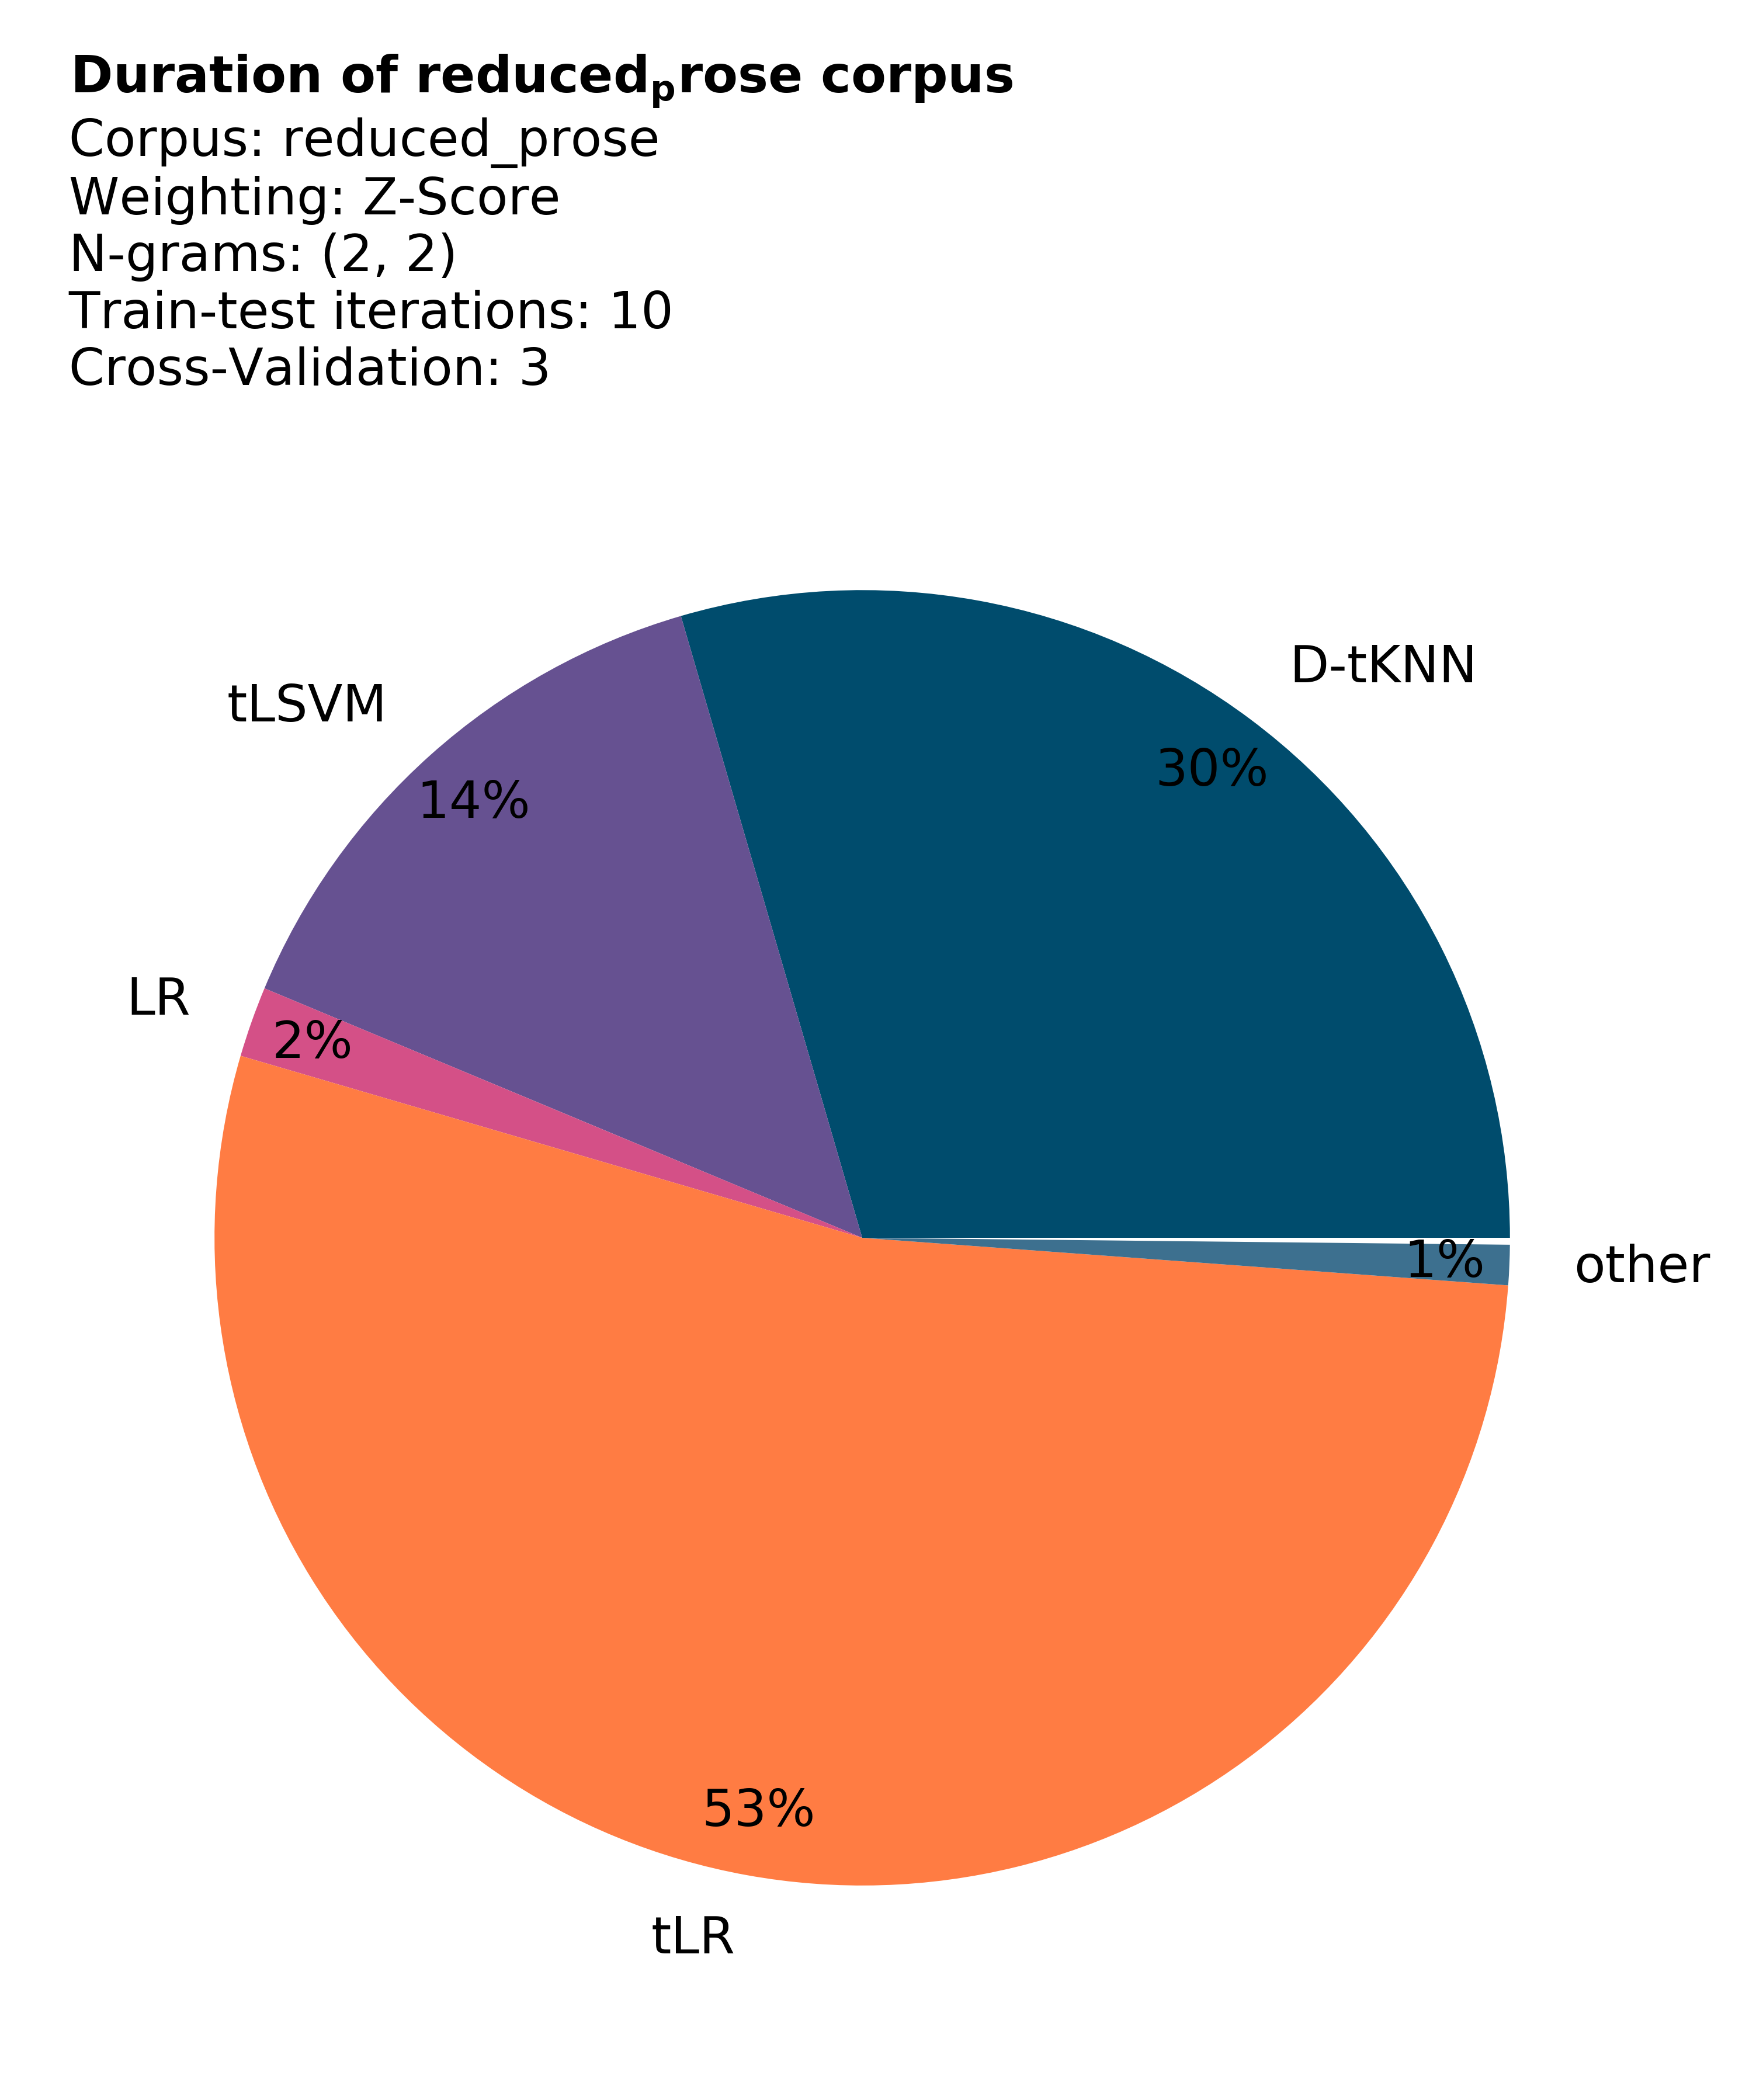 Duration of reducedₚrose corpus
Corpus: reduced_prose
Weighting: Z-Score
N-grams: (2, 2)
Train-test iterations: 10
Cross-Validation: 3
D-tKNN
tLSVM
30%
14%
LR
2%
1%
other
53%
tLR